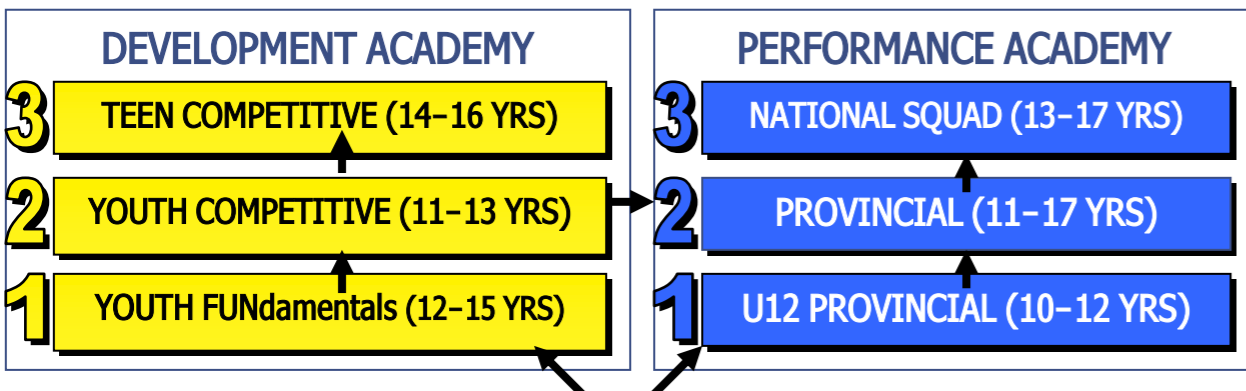 DEVELOPMENT ACADEMY
3 TEEN COMPETITIVE (14–16 YRS)
2 YOUTH COMPETITIVE (11–13 YRS)
1 YOUTH FUNdamentals (12–15 YRS)
PERFORMANCE ACADEMY
3 NATIONAL SQUAD (13–17 YRS)
2 PROVINCIAL (11–17 YRS)
1 U12 PROVINCIAL (10–12 YRS)